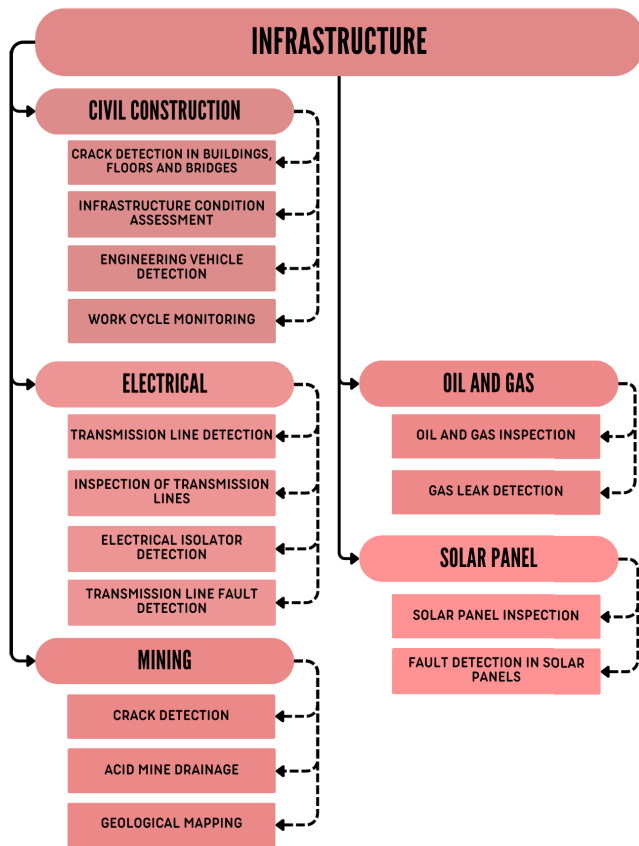 INFRASTRUCTURE
CIVIL CONSTRUCTION
CRACK DETECTION IN BUILDINGS,
FLOORS AND BRIDGES
INFRASTRUCTURE CONDITION
ASSESSMENT
ENGINEERING VEHICLE
DETECTION
WORK CYCLE MONITORING
ELECTRICAL
TRANSMISSION LINE DETECTION
INSPECTION OF TRANSMISSION
LINES
ELECTRICAL ISOLATOR
DETECTION
TRANSMISSION LINE FAULT
DETECTION
MINING
CRACK DETECTION
ACID MINE DRAINAGE
GEOLOGICAL MAPPING
OIL AND GAS
OIL AND GAS INSPECTION
GAS LEAK DETECTION
SOLAR PANEL
SOLAR PANEL INSPECTION
FAULT DETECTION IN SOLAR
PANELS